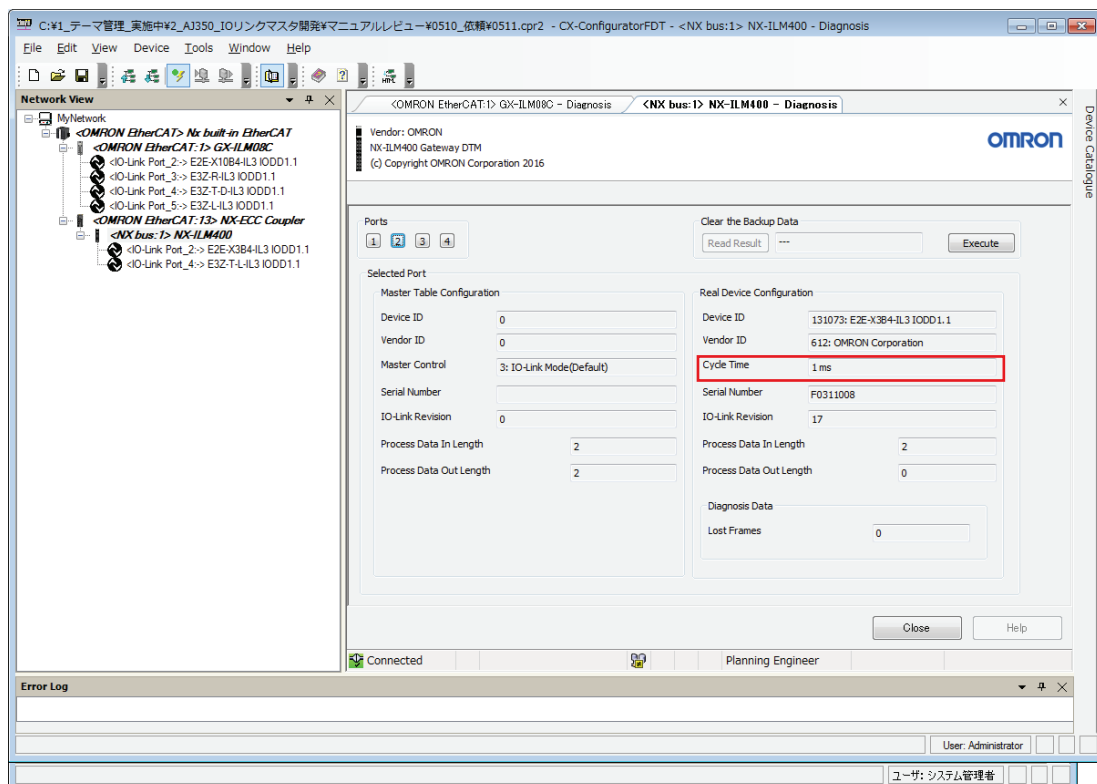 C:¥1_テーマ管理_実施中¥2_AJ350_IOリンクマスタ開発¥マニュアルレビュー¥0510_依頼¥0511.cpr2 - CX-ConfiguratorFDT - <NX bus:1> NX-ILM400 - Diagnosis
File Edit View Device Tools Window Help
Network View
MyNetwork
<OMRON EtherCAT> Nx built-in EtherCAT
<OMRON EtherCAT:1> GX-ILM08C
<IO-Link Port_2:-> E2E-X10B4-IL3 IODD1.1
<IO-Link Port_3:-> E3Z-R-IL3 IODD1.1
<IO-Link Port_4:-> E3Z-T-D-IL3 IODD1.1
<IO-Link Port_5:-> E3Z-L-IL3 IODD1.1
<OMRON EtherCAT:13> NX-ECC Coupler
<NX bus:1> NX-ILM400
<IO-Link Port_2:-> E2E-X3B4-IL3 IODD1.1
<IO-Link Port_4:-> E3Z-T-L-IL3 IODD1.1
<OMRON EtherCAT:1> GX-ILM08C - Diagnosis
<NX bus:1> NX-ILM400 - Diagnosis
Device Catalogue
Vendor: OMRON
NX-ILM400 Gateway DTM
(c) Copyright OMRON Corporation 2016
OMRON
Ports
1 2 3 4
Clear the Backup Data
Read Result --- Execute
Selected Port
Master Table Configuration
Device ID 0
Vendor ID 0
Master Control 3: IO-Link Mode(Default)
Serial Number
IO-Link Revision 0
Process Data In Length 2
Process Data Out Length 2
Real Device Configuration
Device ID 131073: E2E-X3B4-IL3 IODD1.1
Vendor ID 612: OMRON Corporation
Cycle Time 1 ms
Serial Number F0311008
IO-Link Revision 17
Process Data In Length 2
Process Data Out Length 0
Diagnosis Data
Lost Frames 0
Close Help
Connected Planning Engineer
Error Log
User: Administrator
ユーザ: システム管理者